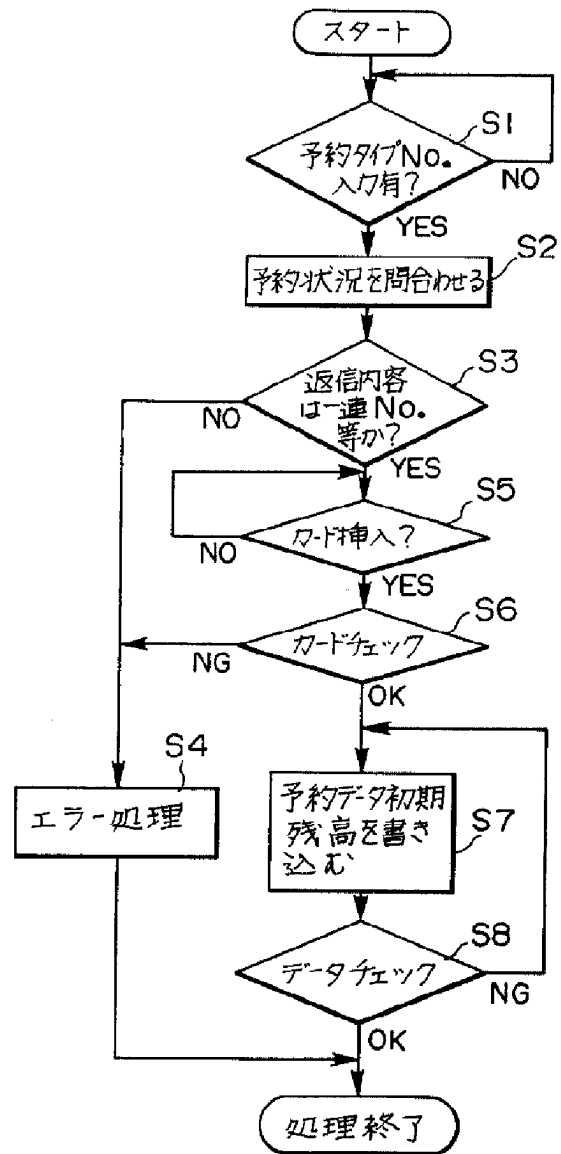 スタート
S1
予約タイプNo.
入力有?
NO
YES
S2
予約状況を問合わせる
S3
返信内容
は一連No.
等か?
NO
YES
S5
カード挿入?
NO
YES
S6
カードチェック
NG
OK
S4
エラー処理
予約データ初期
残高を書き
込む
S7
S8
データチェック
NG
OK
処理終了